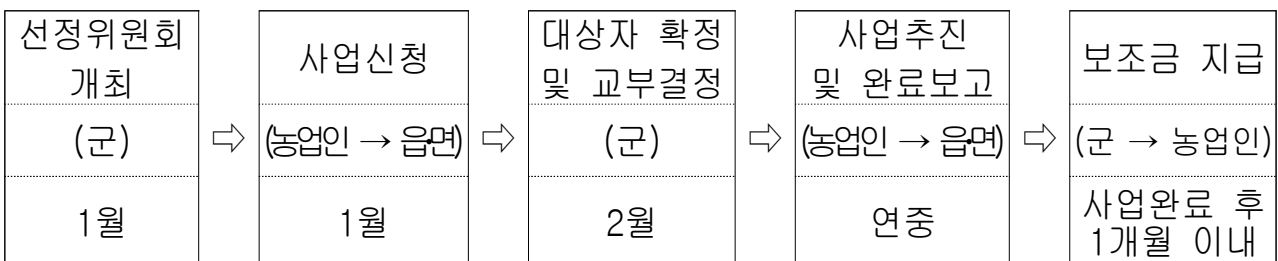 선정위원회
개최
(군)
1월
⇨
사업신청
(농업인 → 읍·면)
1월
⇨
대상자 확정
및 교부결정
(군)
2월
⇨
사업추진
및 완료보고
(농업인 → 읍·면)
연중
⇨
보조금 지급
(군 → 농업인)
사업완료 후
1개월 이내